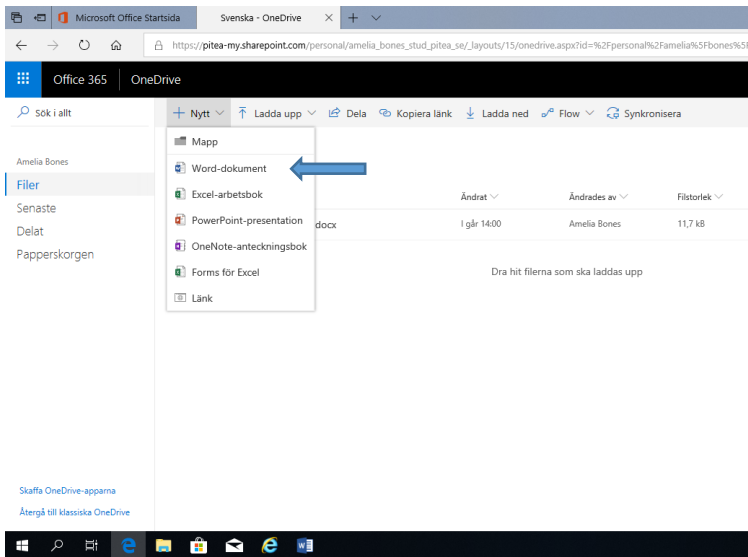 Microsoft Office Startsida
Svenska - OneDrive
https://pitea-my.sharepoint.com/personal/amelia_bones_stud_pitea_se/_layouts/15/onedrive.aspx?id=%2Fpersonal%2Famelia%5Fbones%5F
Office 365 OneDrive
Sök i allt
Nytt Ladda upp Dela Kopiera länk Ladda ned Flow Synkronisera
Mapp
Word-dokument
Excel-arbetsbok
PowerPoint-presentation
OneNote-anteckningsbok
Forms för Excel
Länk
Amelia Bones
Filer
Senaste
Delat
Papperskorgen
Ändrat Ändrades av Filstorlek
docx I går 14:00 Amelia Bones 11,7 kB
Dra hit filerna som ska laddas upp
Skaffa OneDrive-apparna
Återgå till klassiska OneDrive